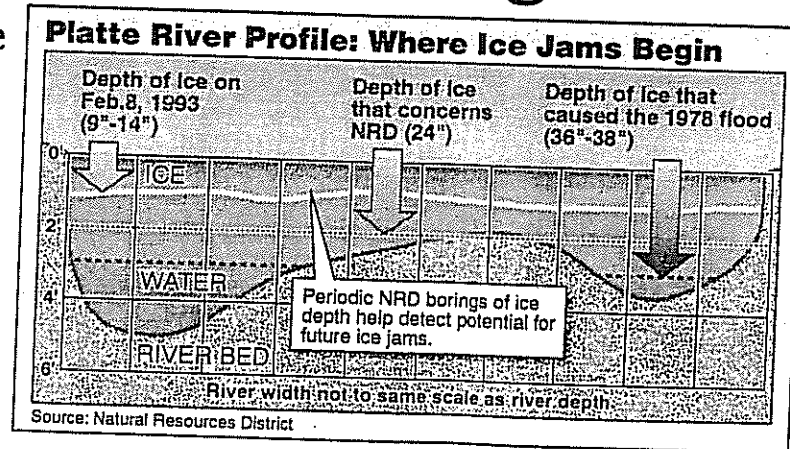 e
Platte River Profile: Where Ice Jams Begin
Depth of Ice on
Feb.8, 1993
(9"-14")
Depth of Ice
that concerns
NRD (24")
Depth of Ice that
caused the 1978 flood
(36"-38")
0'
ICE
2'
WATER
4'
Periodic NRD borings of ice
depth help detect potential for
future ice jams.
RIVER BED
6'
River width not to same scale as river depth
Source: Natural Resources District